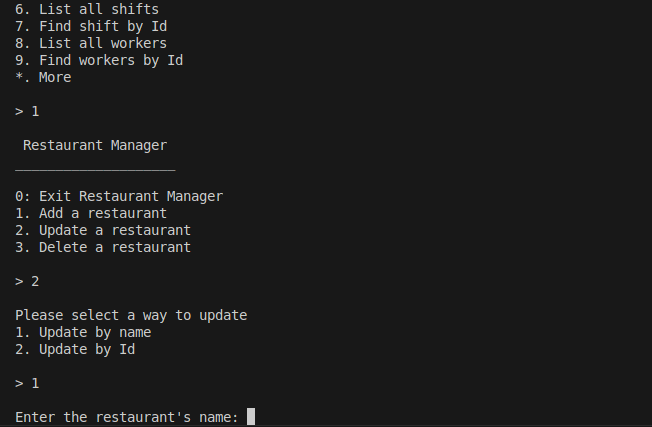 6. List all shifts
7. Find shift by Id
8. List all workers
9. Find workers by Id
*. More
> 1
Restaurant Manager
____________________
0: Exit Restaurant Manager
1. Add a restaurant
2. Update a restaurant
3. Delete a restaurant
> 2
Please select a way to update
1. Update by name
2. Update by Id
> 1
Enter the restaurant's name: